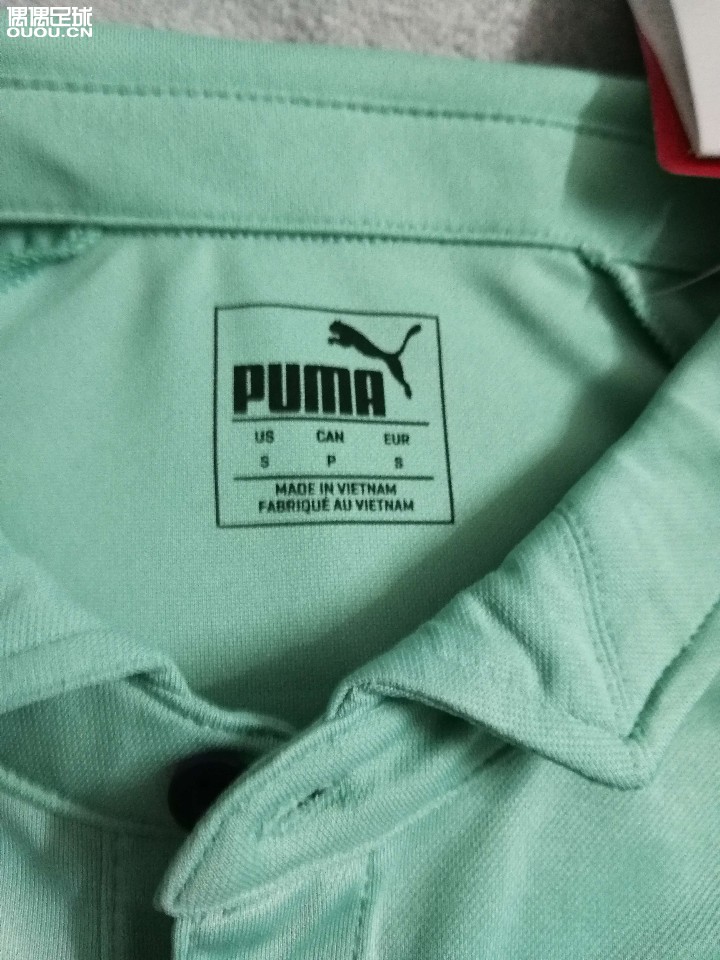 偶偶足球
OUOU.CN
PUMA
US CAN EUR
S P S
MADE IN VIETNAM
FABRIQUÉ AU VIETNAM